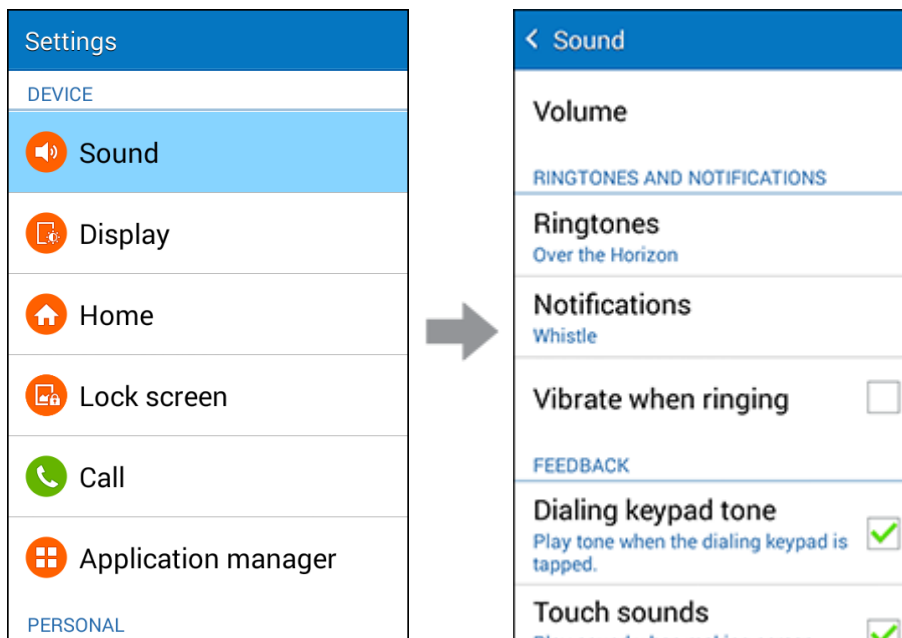 Settings
DEVICE
Sound
Display
Home
Lock screen
Call
Application manager
PERSONAL
< Sound
Volume
RINGTONES AND NOTIFICATIONS
Ringtones
Over the Horizon
Notifications
Whistle
Vibrate when ringing
FEEDBACK
Dialing keypad tone
Play tone when the dialing keypad is
tapped.
Touch sounds